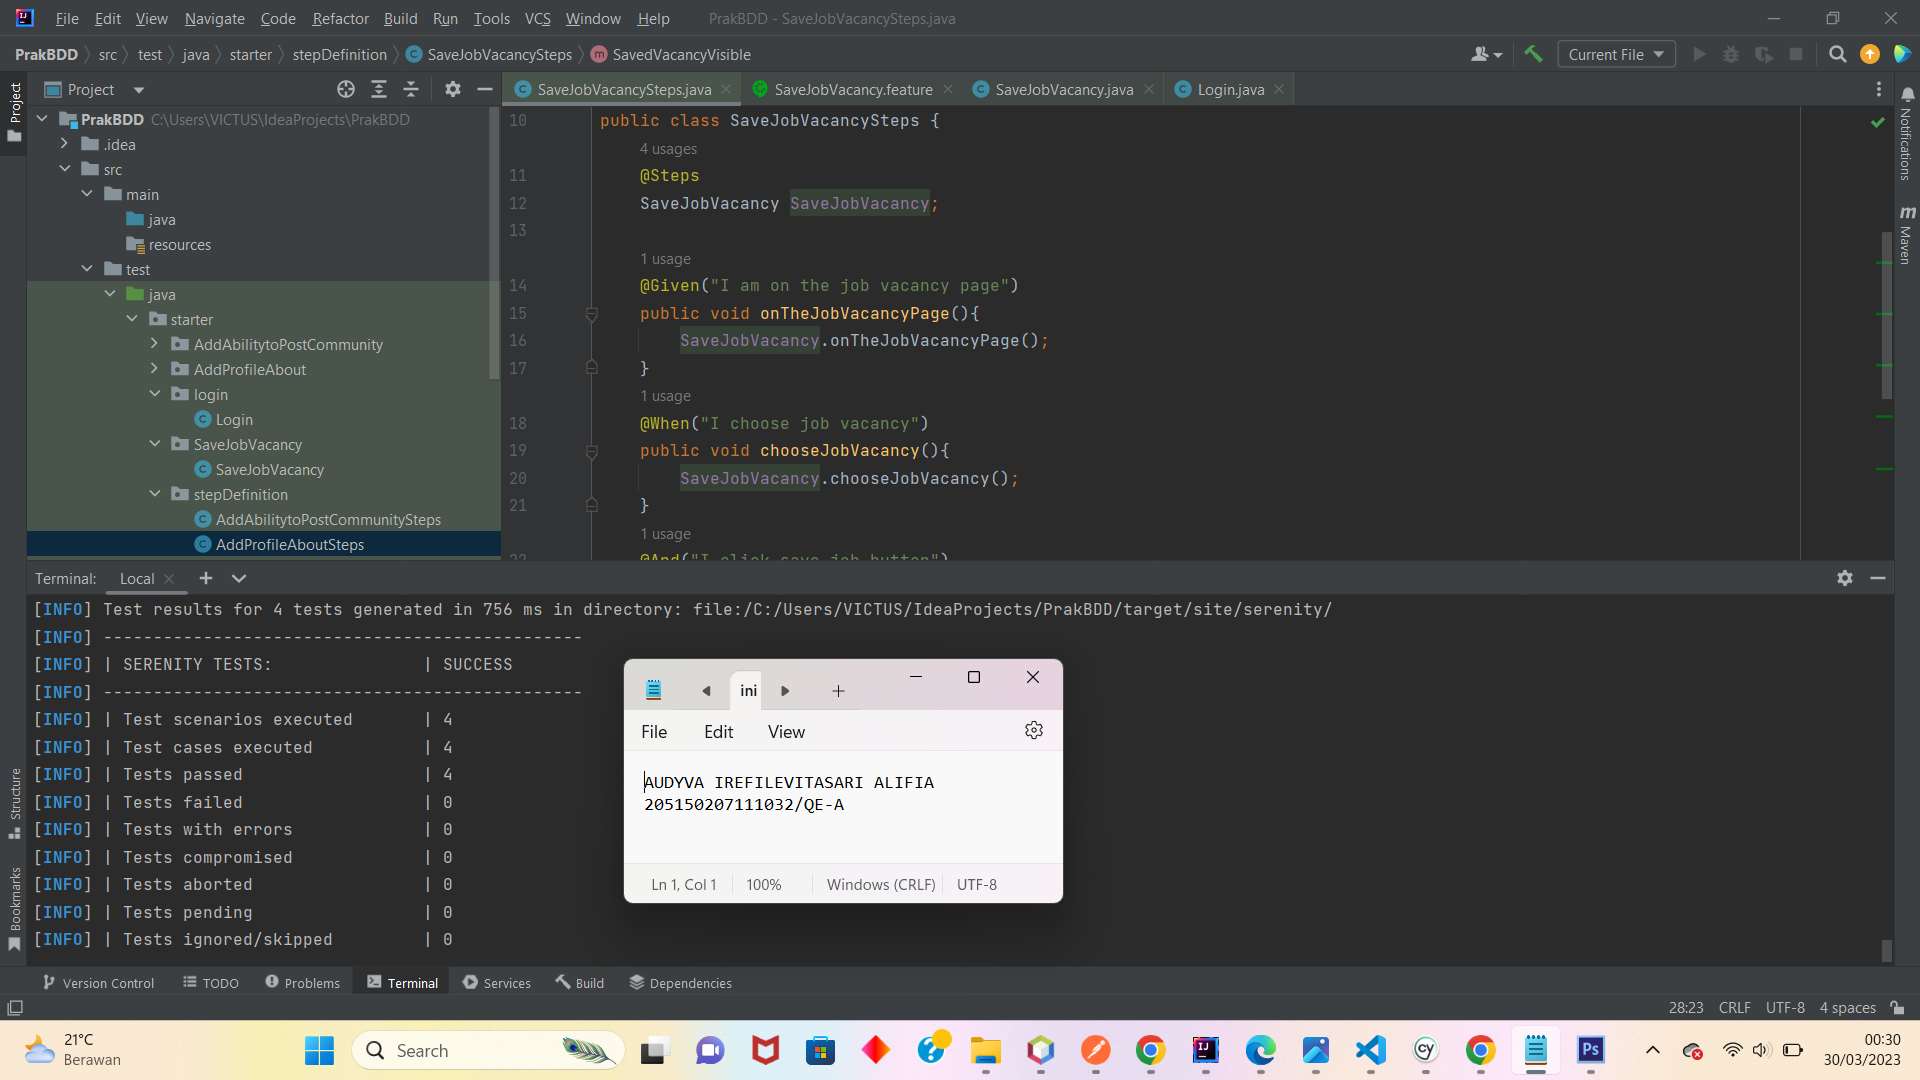 File Edit View Navigate Code Refactor Build Run Tools VCS Window Help PrakBDD - SaveJobVacancySteps.java
PrakBDD src test java starter stepDefinition SaveJobVacancySteps SavedVacancyVisible Current File
Project
SaveJobVacancySteps.java SaveJobVacancy.feature SaveJobVacancy.java Login.java
PrakBDD C:\Users\VICTUS\IdeaProjects\PrakBDD
.idea
src
main
java
resources
test
java
starter
AddAbilitytoPostCommunity
AddProfileAbout
login
Login
SaveJobVacancy
SaveJobVacancy
stepDefinition
AddAbilitytoPostCommunitySteps
AddProfileAboutSteps
10 public class SaveJobVacancySteps {
4 usages
11 @Steps
12 SaveJobVacancy SaveJobVacancy;
13
1 usage
14 @Given("I am on the job vacancy page")
15 public void onTheJobVacancyPage(){
16 SaveJobVacancy.onTheJobVacancyPage();
17 }
1 usage
18 @When("I choose job vacancy")
19 public void chooseJobVacancy(){
20 SaveJobVacancy.chooseJobVacancy();
21 }
1 usage
22 @And("I click save job button")
Project
Structure
Bookmarks
Notifications
m Maven
Terminal: Local
[INFO] Test results for 4 tests generated in 756 ms in directory: file:/C:/Users/VICTUS/IdeaProjects/PrakBDD/target/site/serenity/
[INFO] ------------------------------------------------
[INFO] | SERENITY TESTS: | SUCCESS
[INFO] ------------------------------------------------
[INFO] | Test scenarios executed | 4
[INFO] | Test cases executed | 4
[INFO] | Tests passed | 4
[INFO] | Tests failed | 0
[INFO] | Tests with errors | 0
[INFO] | Tests compromised | 0
[INFO] | Tests aborted | 0
[INFO] | Tests pending | 0
[INFO] | Tests ignored/skipped | 0
ini
File Edit View
AUDYVA IREFILEVITASARI ALIFIA
205150207111032/QE-A
Ln 1, Col 1 100% Windows (CRLF) UTF-8
Version Control TODO Problems Terminal Services Build Dependencies
28:23 CRLF UTF-8 4 spaces
21°C
Berawan
Search
00:30
30/03/2023